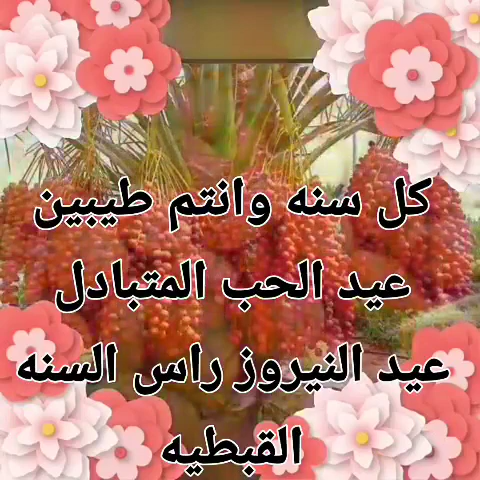 كل سنه وانتم طيبين
عيد الحب المتبادل
عيد النيروز راس السنه
القبطيه